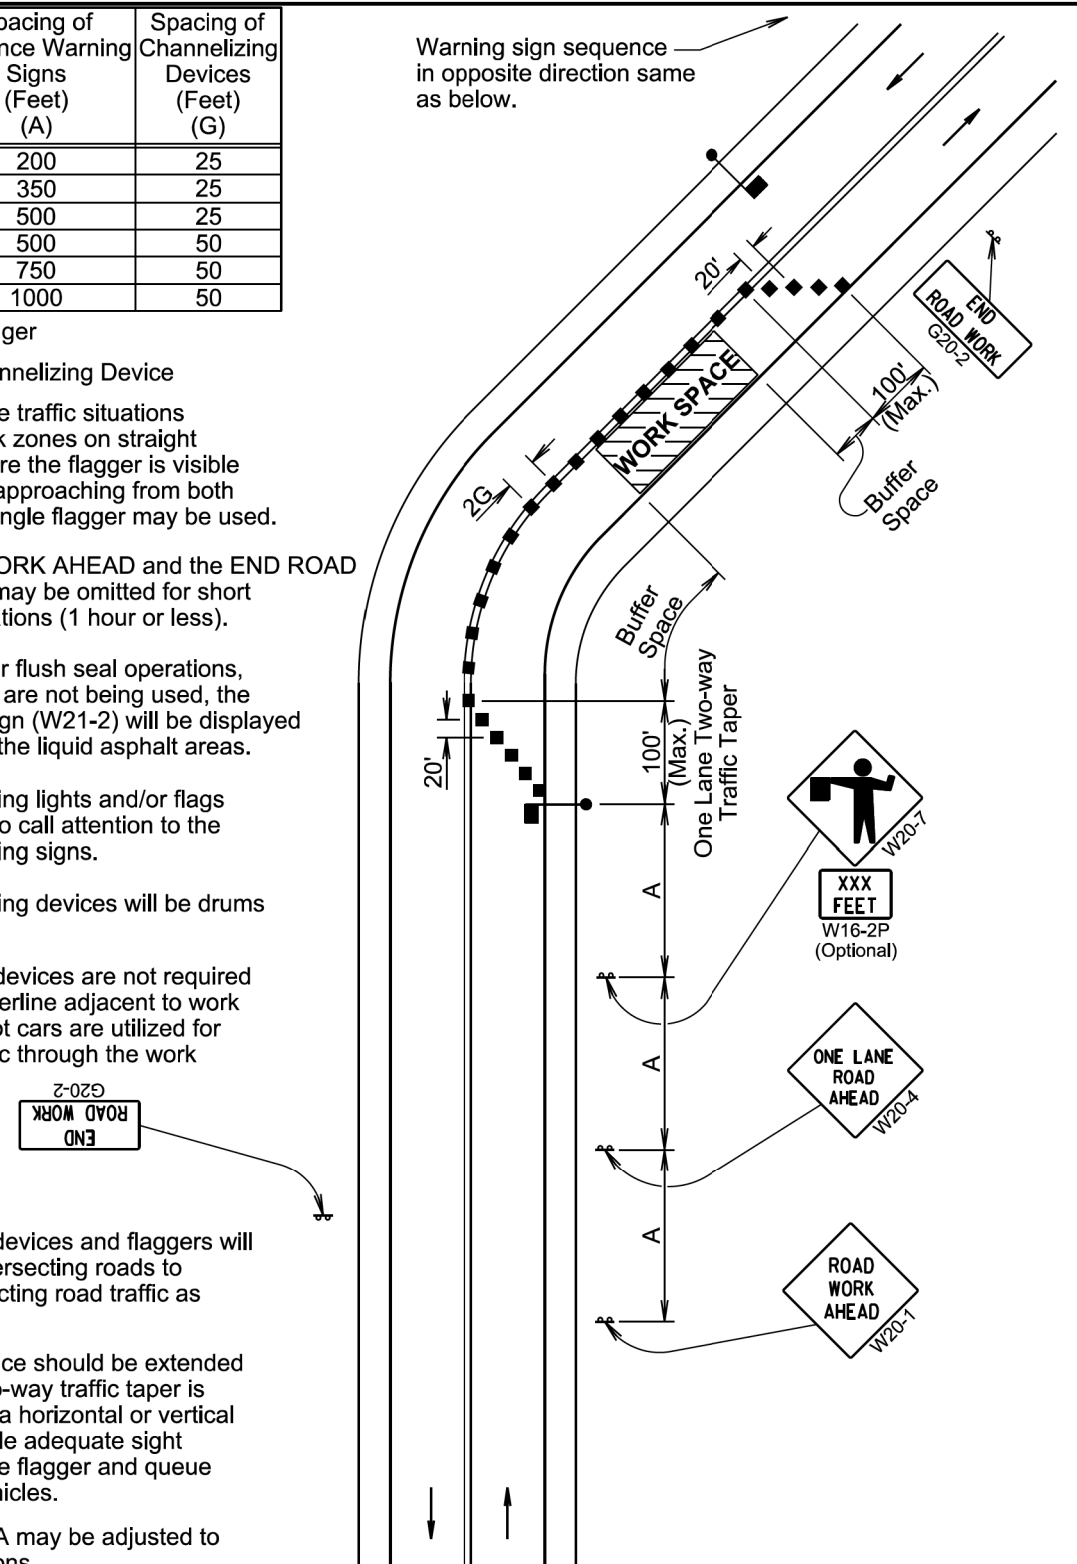 Spacing of
Channelizing
Devices
(Feet)
(G)
Warning
Signs
(Feet)
(A)
200 25
350 25
500 25
500 50
750 50
1000 50
Device
traffic situations
zones on straight
the flagger is visible
approaching from both
flagger may be used.
AHEAD and the END ROAD
may be omitted for short
(1 hour or less).
flush seal operations,
are not being used, the
(W21-2) will be displayed
the liquid asphalt areas.
lights and/or flags
call attention to the
signs.
devices will be drums
devices are not required
adjacent to work
cars are utilized for
through the work
G20-2
END
ROAD WORK
devices and flaggers will
roads to
road traffic as
should be extended
traffic taper is
a horizontal or vertical
adequate sight
flagger and queue
A may be adjusted to
Warning sign sequence
in opposite direction same
as below.
20'
END
ROAD WORK
G20-2
100'
(Max.)
Buffer
Space
WORK SPACE
2G
Buffer
Space
20'
100'
(Max.)
One Lane Two-way
Traffic Taper
A
A
A
W20-7
XXX
FEET
W16-2P
(Optional)
ONE LANE
ROAD
AHEAD
W20-4
ROAD
WORK
AHEAD
W20-1